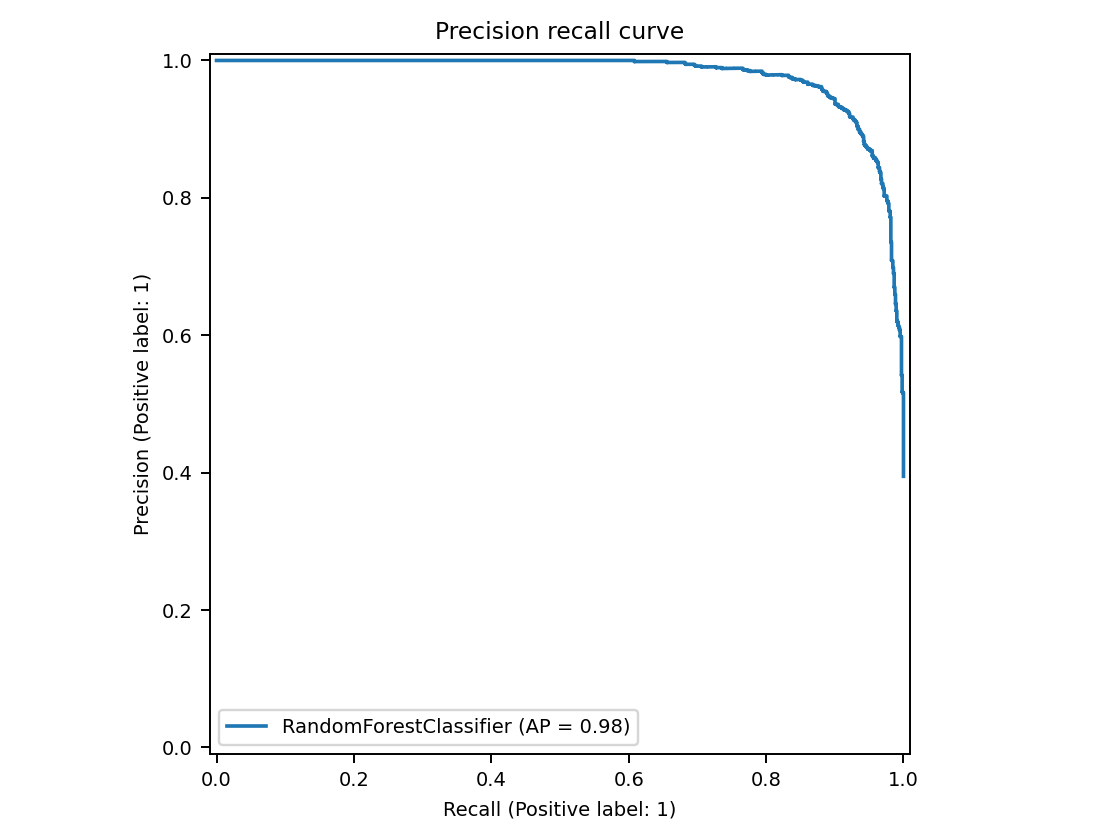 Precision recall curve
1.0
0.8
0.6
0.4
0.2
0.0
Precision (Positive label: 1)
RandomForestClassifier (AP = 0.98)
0.0 0.2 0.4 0.6 0.8 1.0
Recall (Positive label: 1)